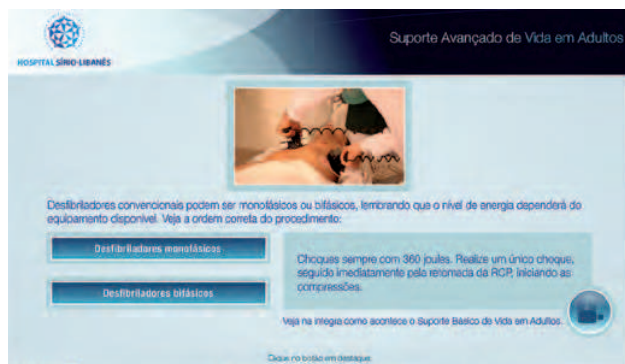 Suporte Avançado de Vida em Adultos
HOSPITAL SÍRIO-LIBANÊS
Desfibriladores convencionais podem ser monofásicos ou bifásicos, lembrando que o nível de energia dependerá do
equipamento disponível. Veja a ordem correta do procedimento:
Desfibriladores monofásicos
Choques sempre com 360 joules. Realize um único choque,
seguido imediatamente pela retomada da RCP, iniciando as
compressões.
Desfibriladores bifásicos
Veja na íntegra como acontece o Suporte Básico de Vida em Adultos.
Clique no botão em destaque